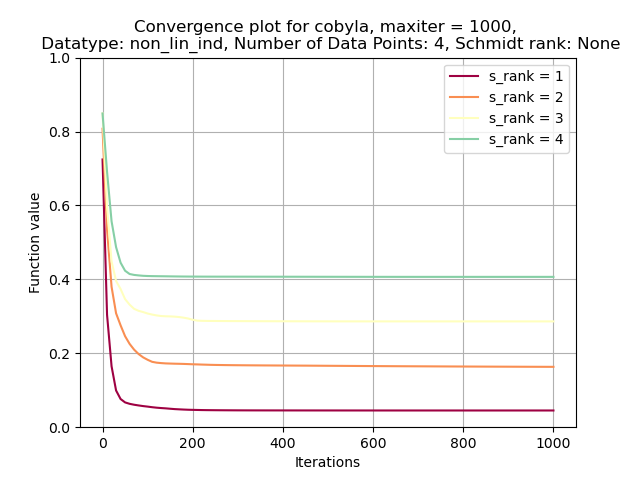 Convergence plot for cobyla, maxiter = 1000,
Datatype: non_lin_ind, Number of Data Points: 4, Schmidt rank: None
1.0
0.8
0.6
0.4
0.2
0.0
Function value
s_rank = 1
s_rank = 2
s_rank = 3
s_rank = 4
0 200 400 600 800 1000
Iterations